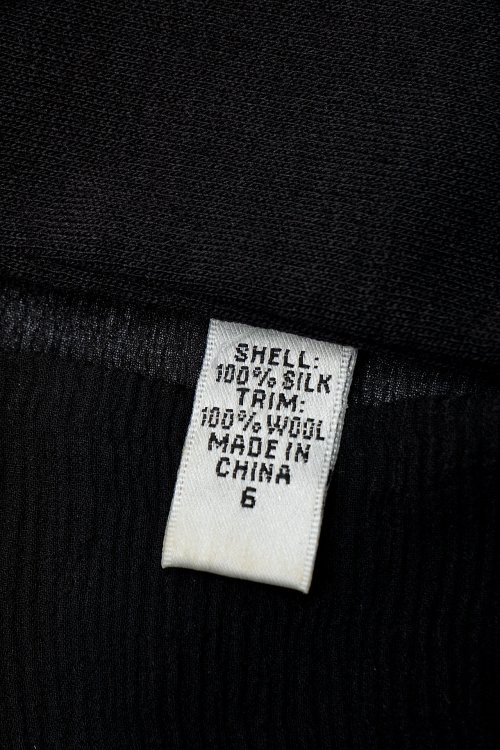 SHELL:
100% SILK
TRIM:
100% WOOL
MADE IN
CHINA
6